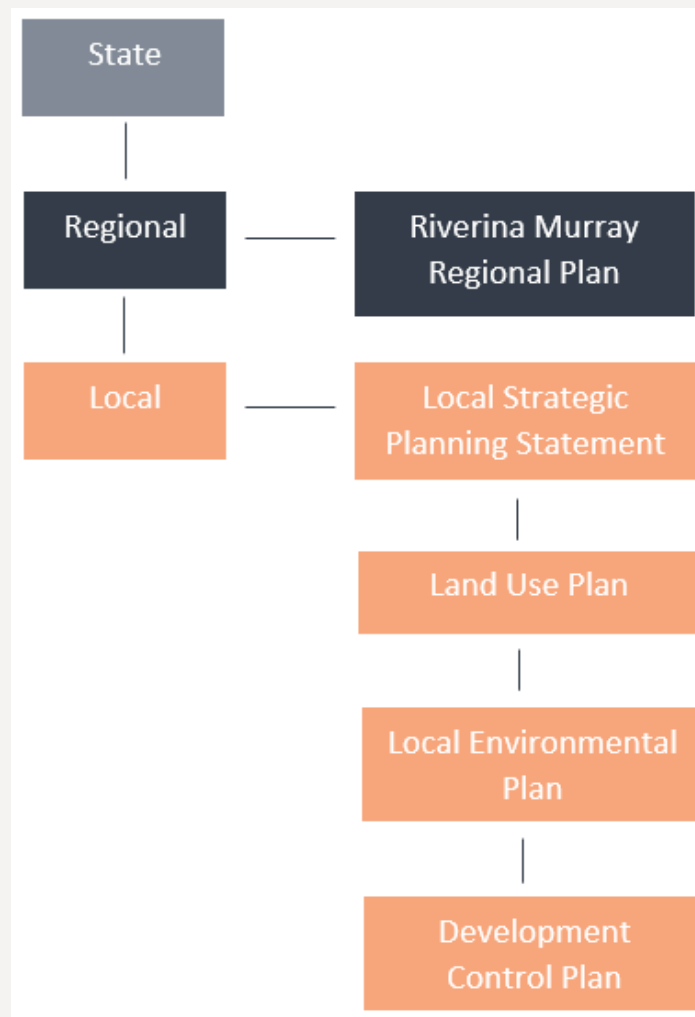 State
Regional
Riverina Murray
Regional Plan
Local
Local Strategic
Planning Statement
Land Use Plan
Local Environmental
Plan
Development
Control Plan